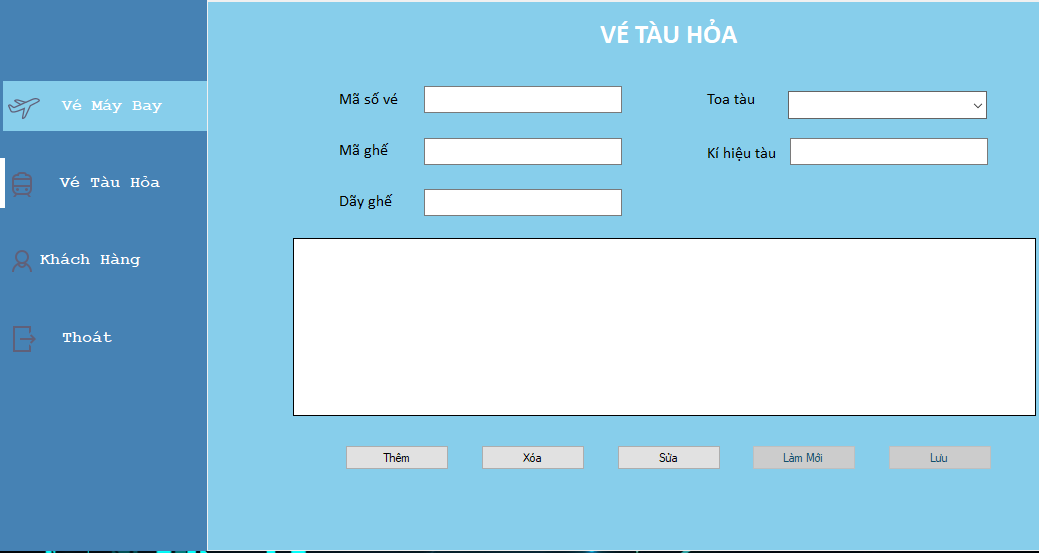 VÉ TÀU HỎA
Vé Máy Bay
Vé Tàu Hỏa
Khách Hàng
Thoát
Mã số vé
Toa tàu
Mã ghế
Kí hiệu tàu
Dãy ghế
Thêm
Xóa
Sửa
Làm Mới
Lưu